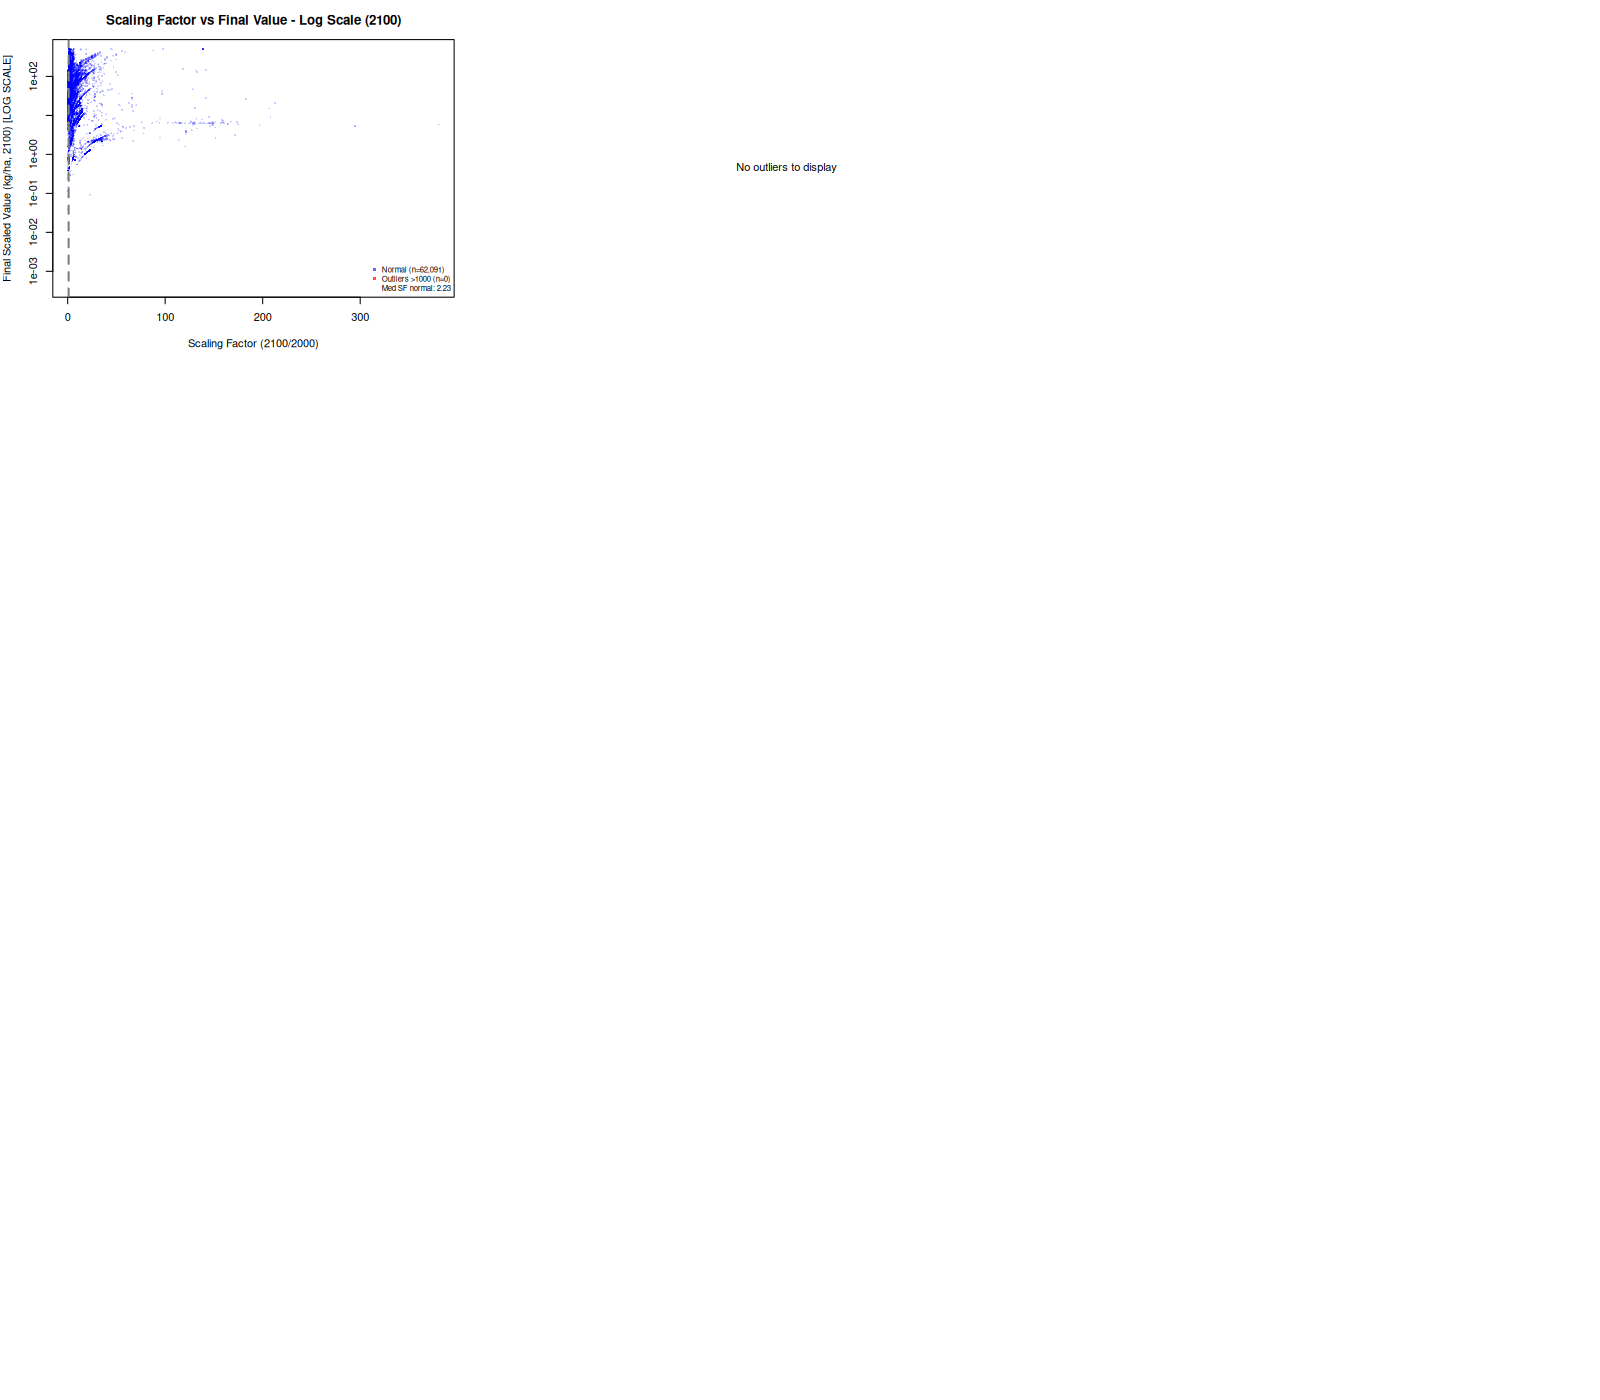 Scaling Factor vs Final Value - Log Scale (2100)
Final Scaled Value (kg/ha, 2100) [LOG SCALE]
1e+02
1e+00
1e-01
1e-02
1e-03
No outliers to display
Normal (n=62,091)
Outliers >1000 (n=0)
Med SF normal: 2.23
0 100 200 300
Scaling Factor (2100/2000)